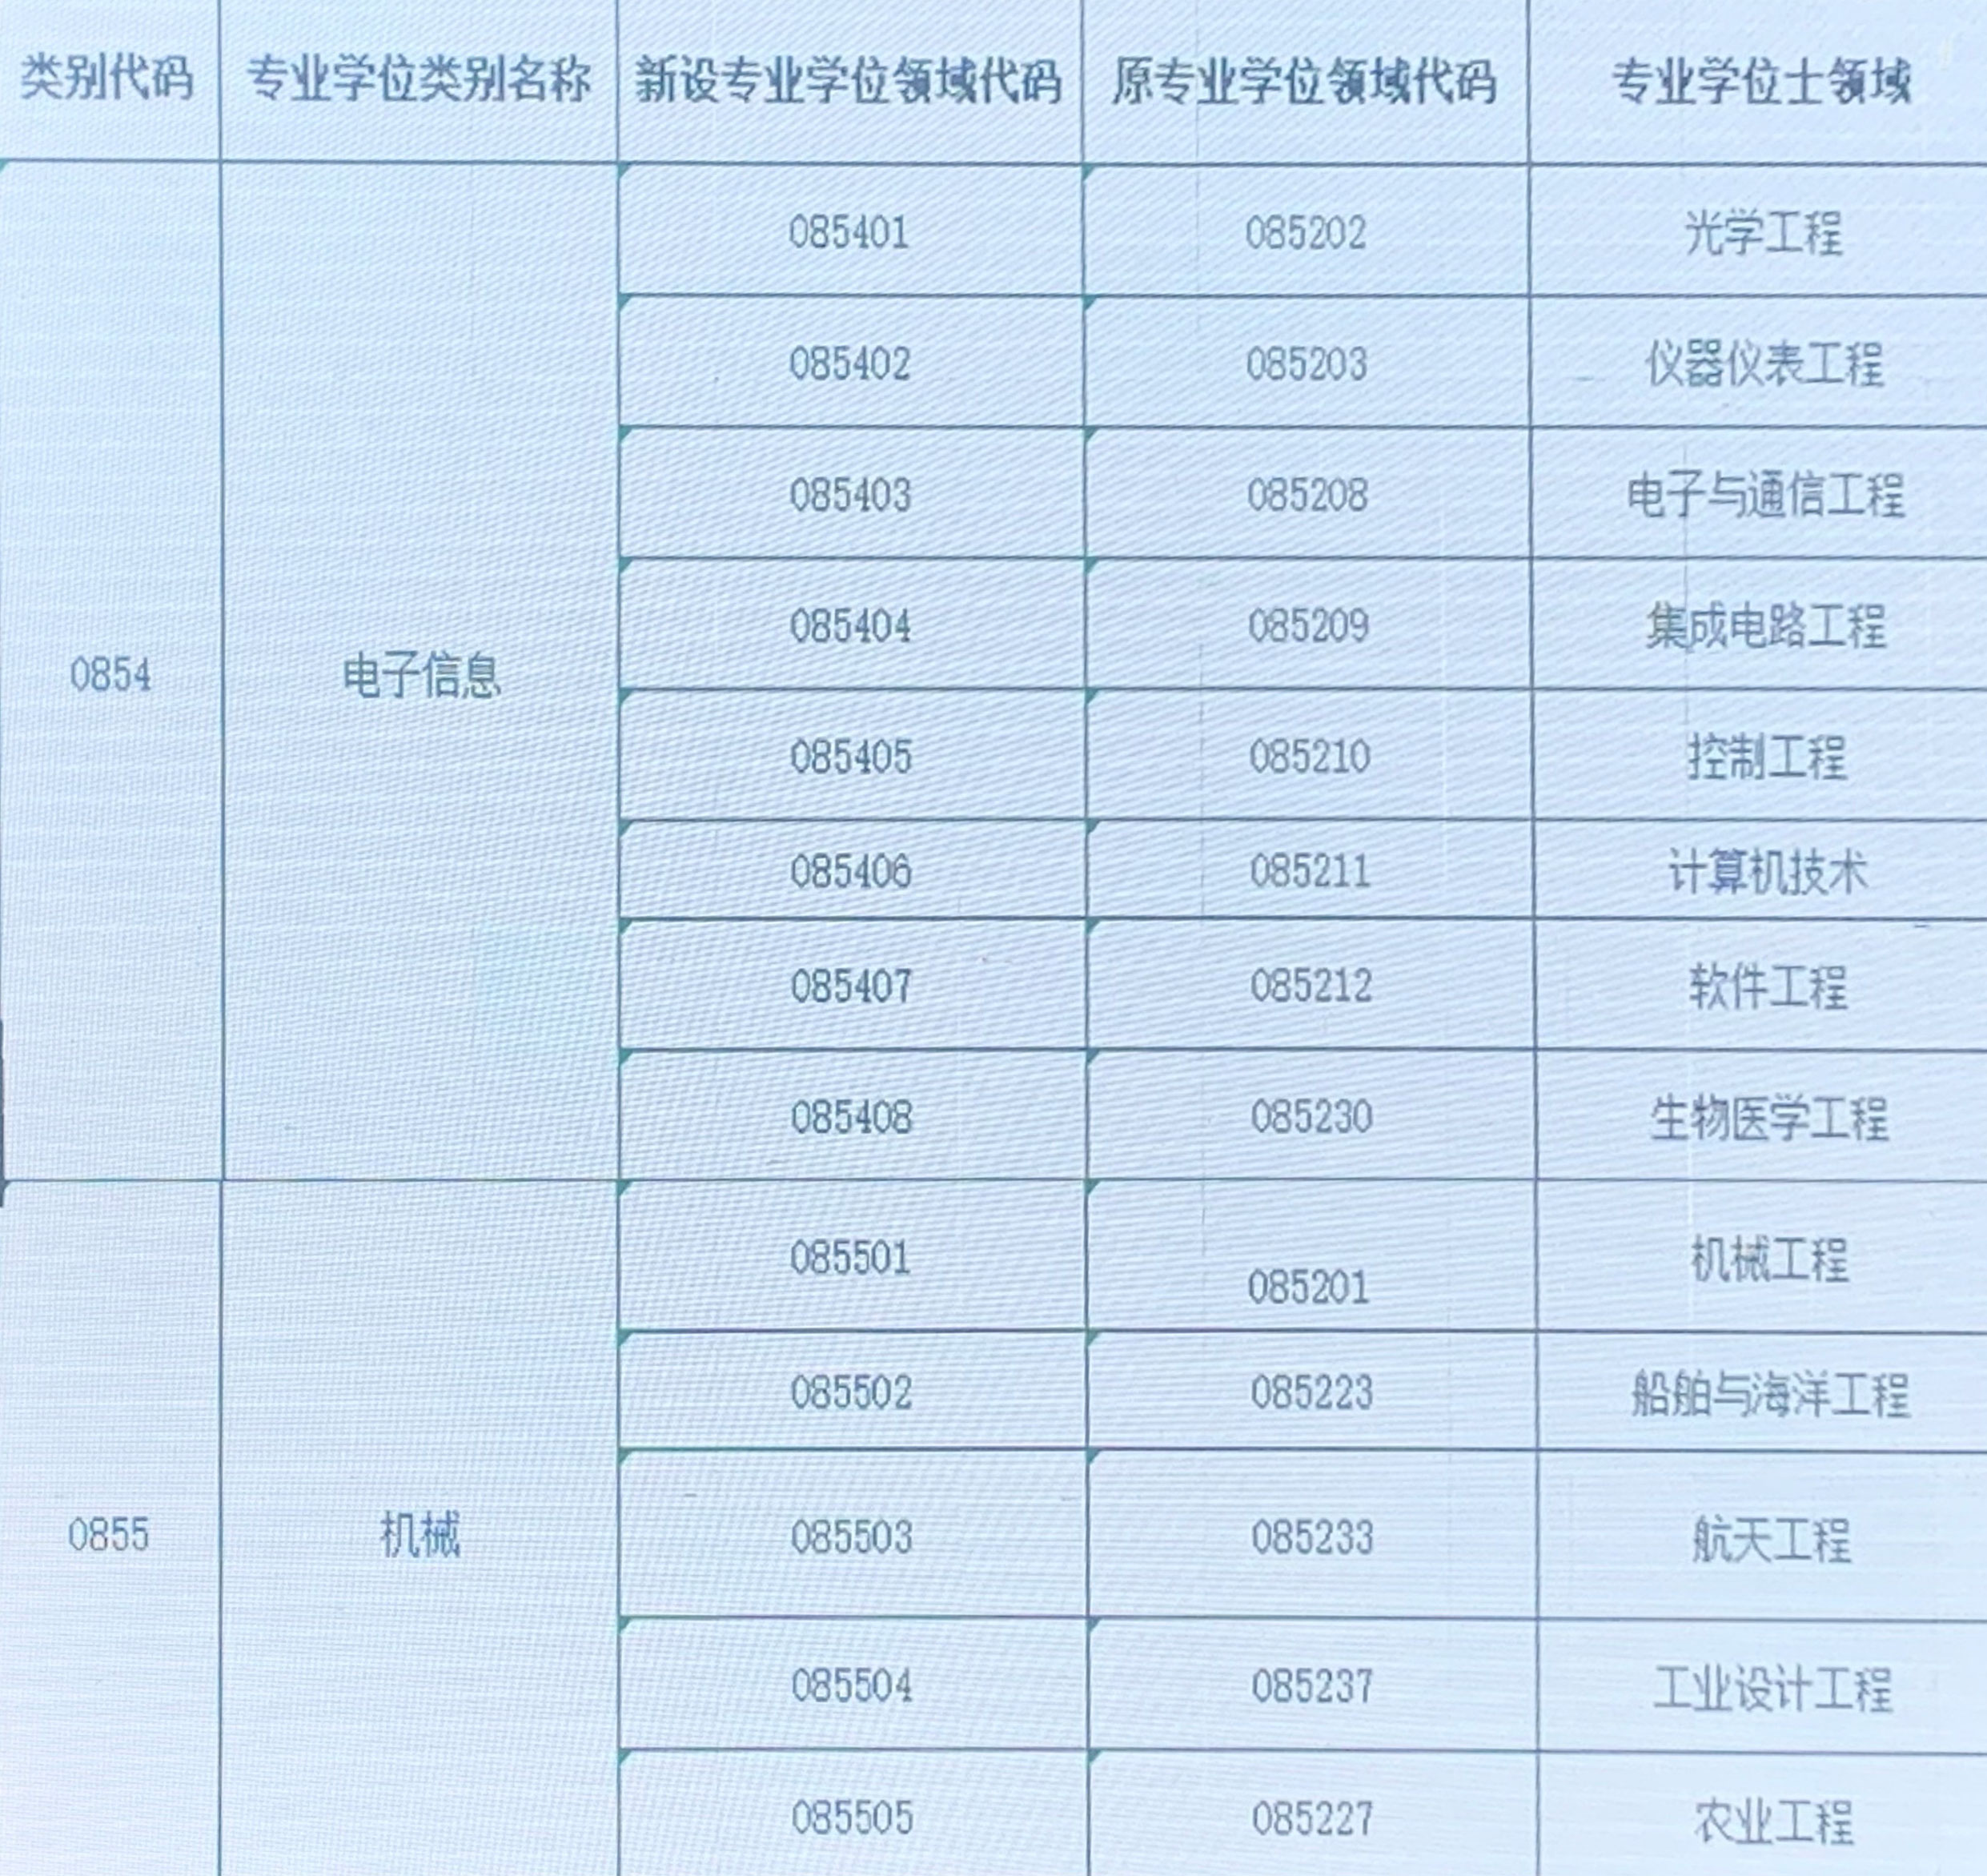 类别代码 专业学位类别名称 新设专业学位领域代码 原专业学位领域代码 专业学位士领域
085401 085202 光学工程
085402 085203 仪器仪表工程
085403 085208 电子与通信工程
085404 085209 集成电路工程
0854 电子信息
085405 085210 控制工程
085406 085211 计算机技术
085407 085212 软件工程
085408 085230 生物医学工程
085501 085201 机械工程
085502 085223 船舶与海洋工程
0855 机械 085503 085233 航天工程
085504 085237 工业设计工程
085505 085227 农业工程